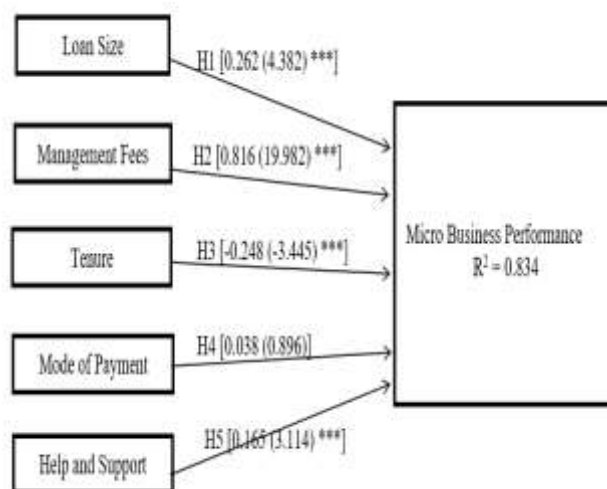 Loan Size
H1 [0.262 (4.382) ***]
Management Fees
H2 [0.816 (19.982) ***]
Tenure
H3 [-0.248 (-3.445) ***]
Mode of Payment
H4 [0.038 (0.896)]
Help and Support
H5 [0.165 (3.114) ***]
Micro Business Performance
R² = 0.834